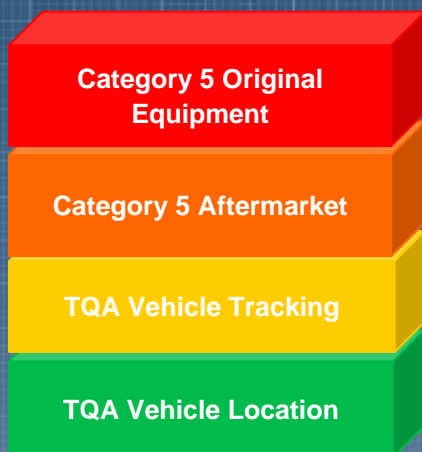 Category 5 Original
Equipment
Category 5 Aftermarket
TQA Vehicle Tracking
TQA Vehicle Location